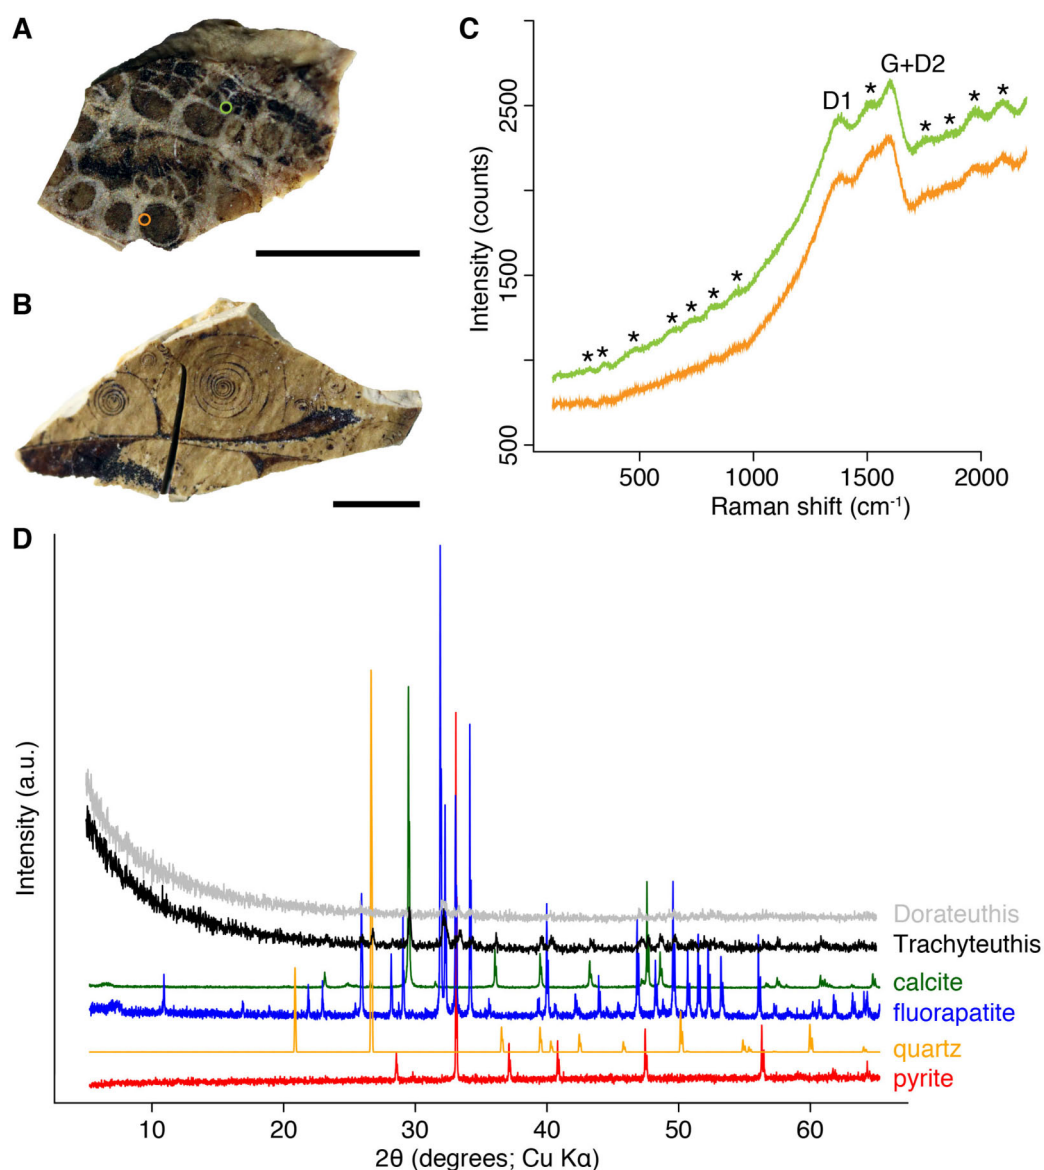 A
B
C
Intensity (counts)
500
1500
2500
D1
G+D2
* * * * * * * * * * * *
500
1000
1500
2000
Raman shift (cm⁻¹)
D
Intensity (a.u.)
Dorateuthis
Trachyteuthis
calcite
fluorapatite
quartz
pyrite
10
20
30
40
50
60
2θ (degrees; Cu Kα)